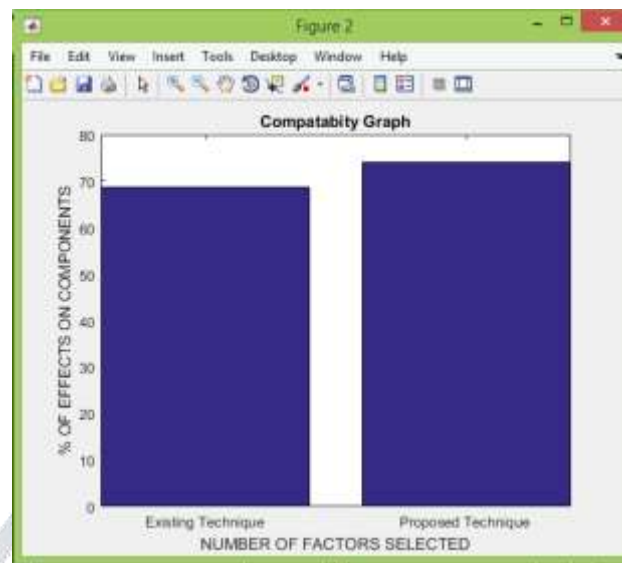 Figure 2
File Edit View Insert Tools Desktop Window Help
Compatabity Graph
80
70
60
50
40
30
20
10
0
% OF EFFECTS ON COMPONENTS
Existing Technique Proposed Technique
NUMBER OF FACTORS SELECTED